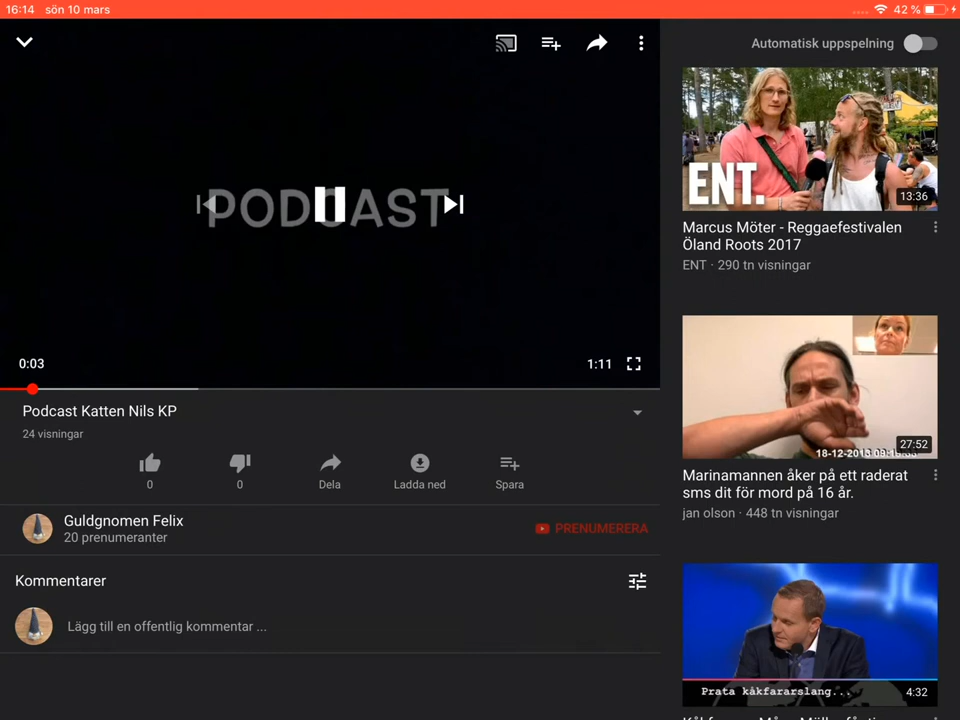 16:14 sön 10 mars
42 %
Automatisk uppspelning
PODCAST
0:03
1:11
Podcast Katten Nils KP
24 visningar
0
0
Dela
Ladda ned
Spara
Guldgnomen Felix
20 prenumeranter
PRENUMERERA
Kommentarer
Lägg till en offentlig kommentar ...
ENT.
13:36
Marcus Möter - Reggaefestivalen
Öland Roots 2017
ENT · 290 tn visningar
27:52
Marinamannen åker på ett raderat
sms dit för mord på 16 år.
jan olson · 448 tn visningar
Prata kåkfararslang...
4:32